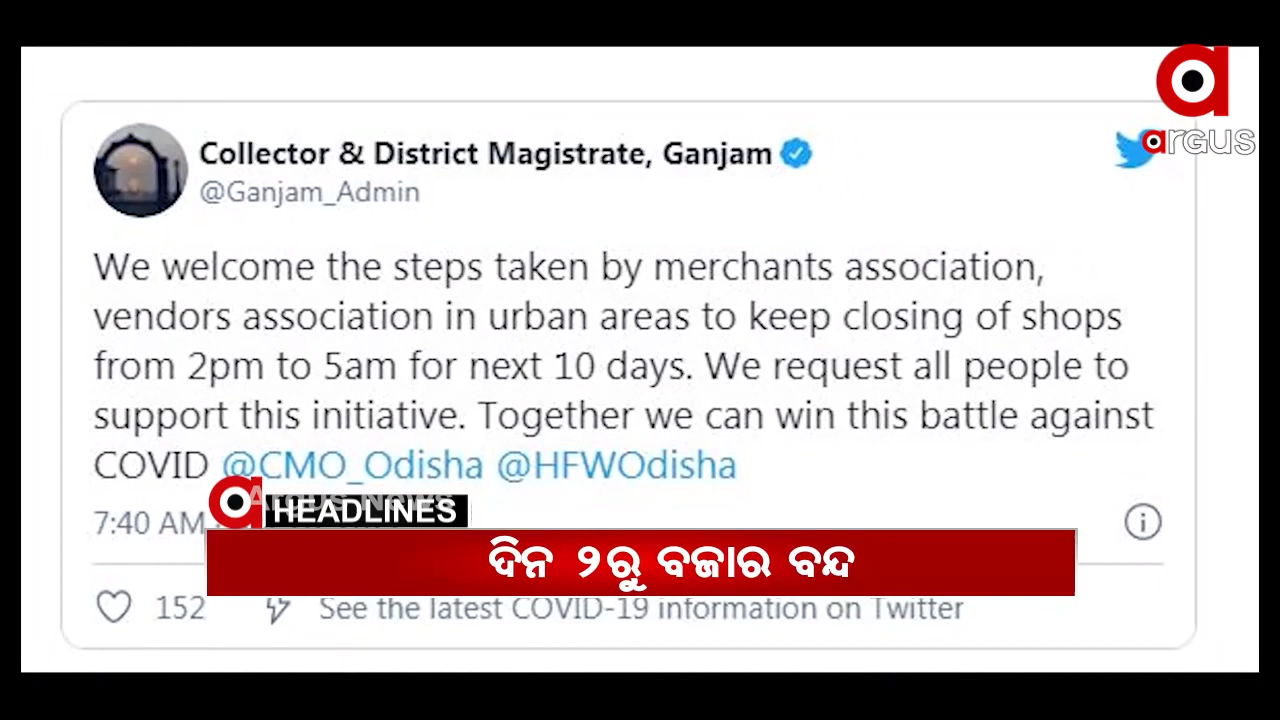 argus
Collector & District Magistrate, Ganjam
@Ganjam_Admin
We welcome the steps taken by merchants association,
vendors association in urban areas to keep closing of shops
from 2pm to 5am for next 10 days. We request all people to
support this initiative. Together we can win this battle against
COVID @CMO_Odisha @HFWOdisha
Argus News
7:40 AM
HEADLINES
ଦିନ ୨ରୁ ବଜାର ବନ୍ଦ
152 See the latest COVID-19 information on Twitter